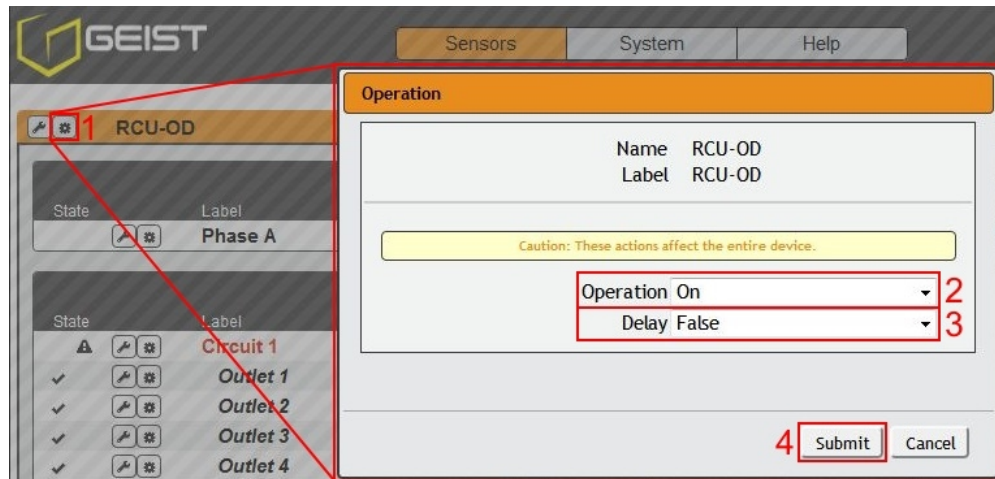 GEIST
Sensors System Help
Operation
1 RCU-OD
Name RCU-OD
Label RCU-OD
State Label
Phase A
Caution: These actions affect the entire device.
Operation On 2
Delay False 3
State Label
Circuit 1
Outlet 1
Outlet 2
Outlet 3
Outlet 4
4 Submit Cancel